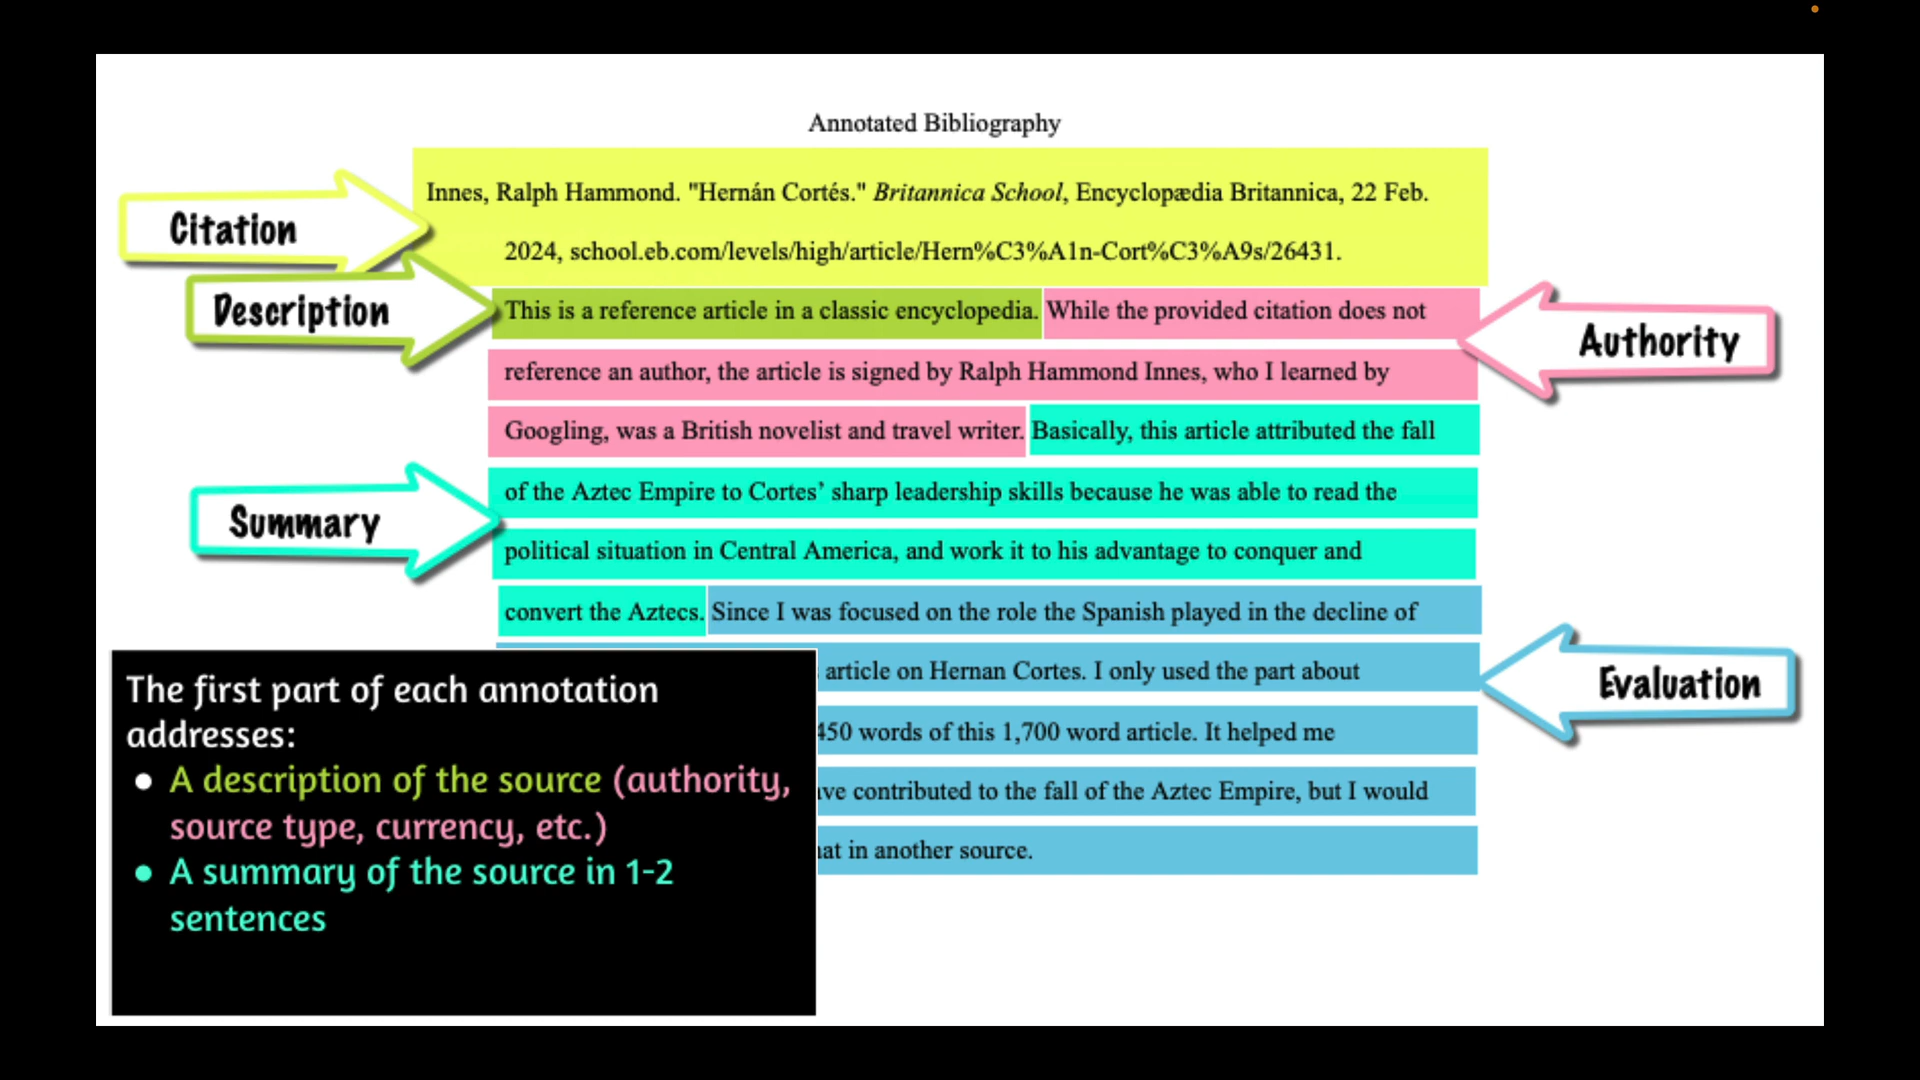 Annotated Bibliography
Citation
Innes, Ralph Hammond. "Hernán Cortés." Britannica School, Encyclopædia Britannica, 22 Feb.
2024, school.eb.com/levels/high/article/Hern%C3%A1n-Cort%C3%A9s/26431.
Description
This is a reference article in a classic encyclopedia. While the provided citation does not
Authority
reference an author, the article is signed by Ralph Hammond Innes, who I learned by
Googling, was a British novelist and travel writer. Basically, this article attributed the fall
of the Aztec Empire to Cortes’ sharp leadership skills because he was able to read the
Summary
political situation in Central America, and work it to his advantage to conquer and
convert the Aztecs. Since I was focused on the role the Spanish played in the decline of
article on Hernan Cortes. I only used the part about
Evaluation
450 words of this 1,700 word article. It helped me
contributed to the fall of the Aztec Empire, but I would
in another source.
The first part of each annotation
addresses:
● A description of the source (authority,
source type, currency, etc.)
● A summary of the source in 1-2
sentences